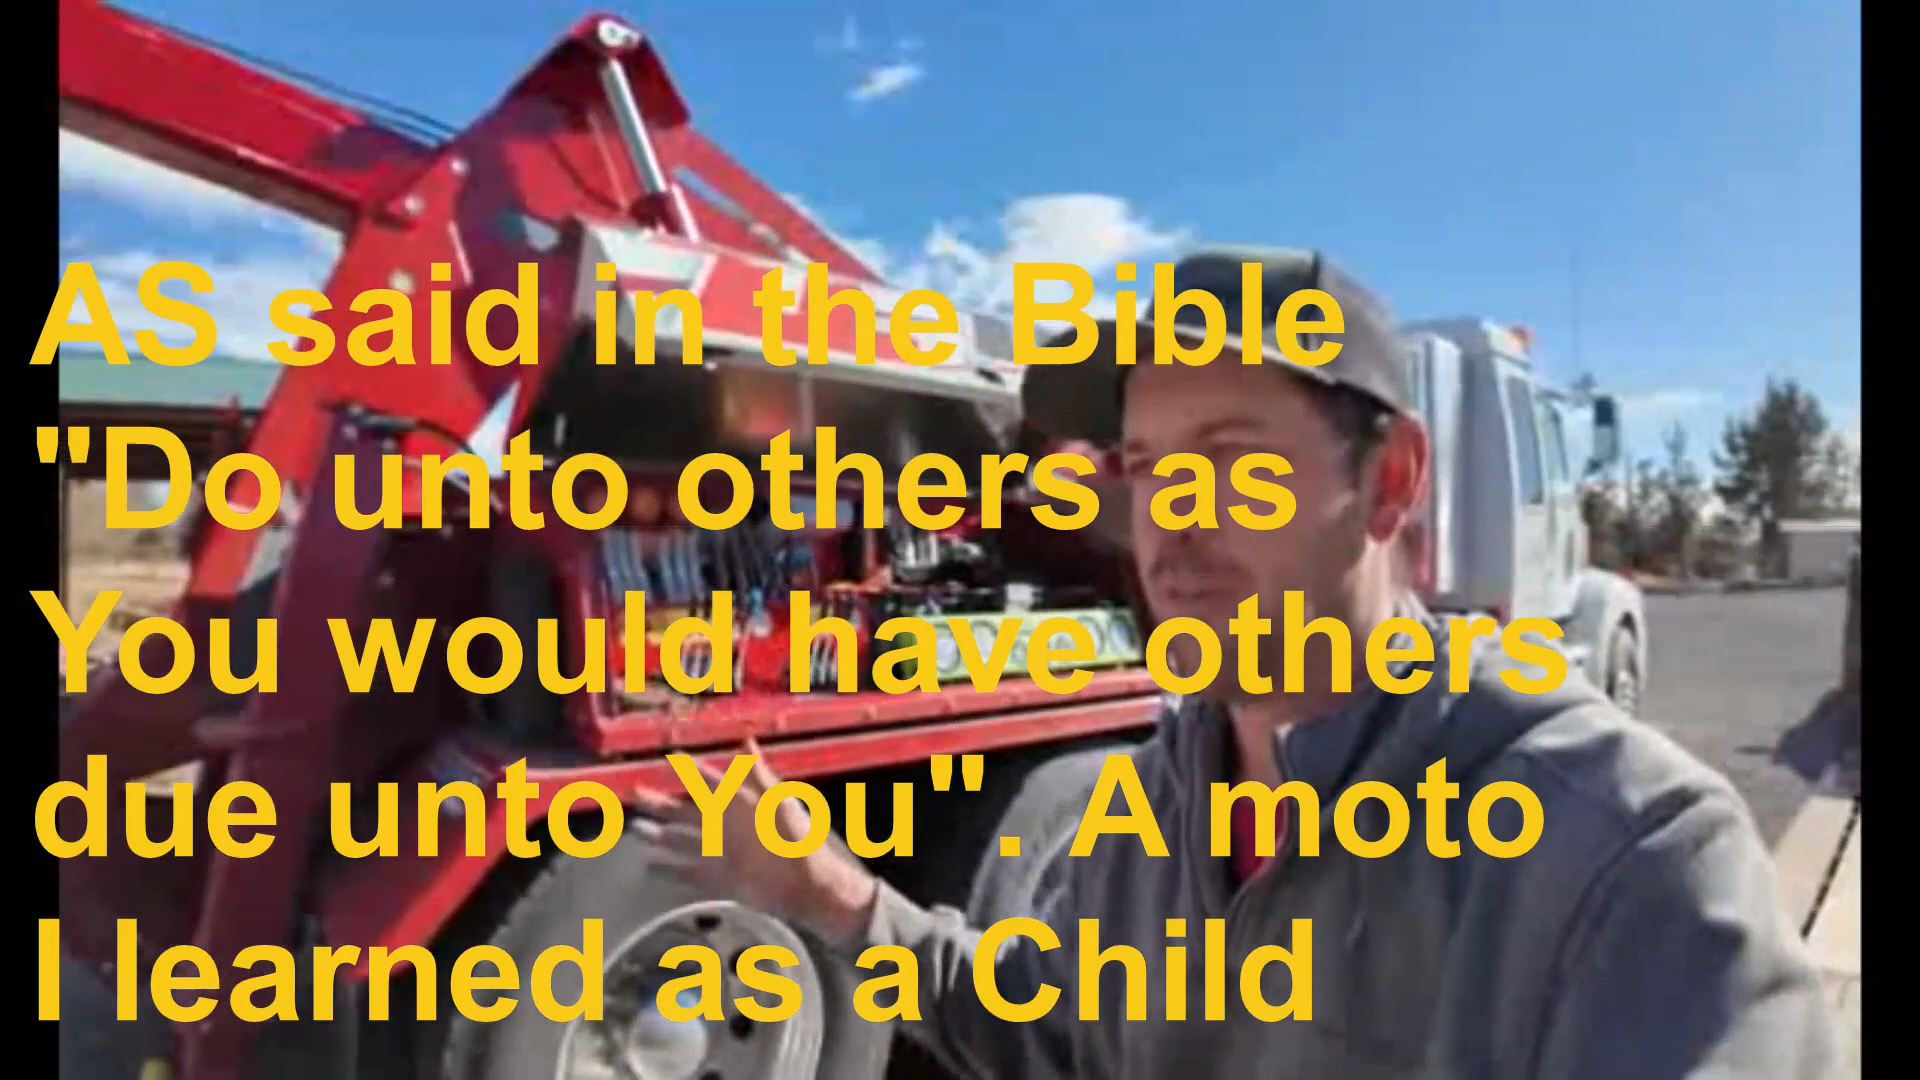 AS said in the Bible
"Do unto others as
You would have others
due unto You". A moto
I learned as a Child